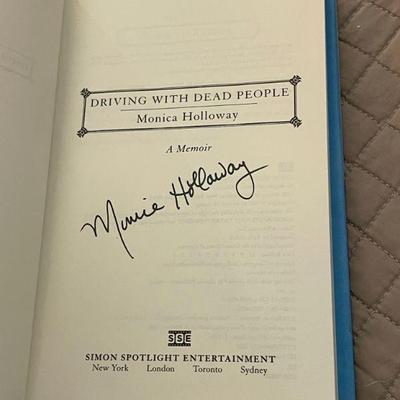 DRIVING WITH DEAD PEOPLE
Monica Holloway
A Memoir
Monica Holloway
SSE
SIMON SPOTLIGHT ENTERTAINMENT
New York London Toronto Sydney